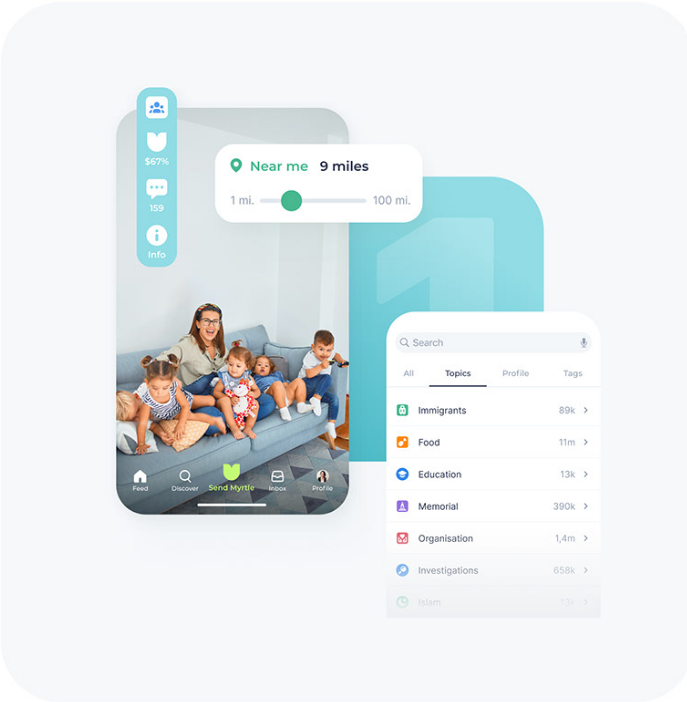 $67%
159
Info
Near me 9 miles
1 mi. 100 mi.
Feed Discover Send Myrtle Inbox Profile
1
Search
All Topics Profile Tags
Immigrants 89k
Food 11m
Education 13k
Memorial 390k
Organisation 1,4m
Investigations 658k
Islam 13k